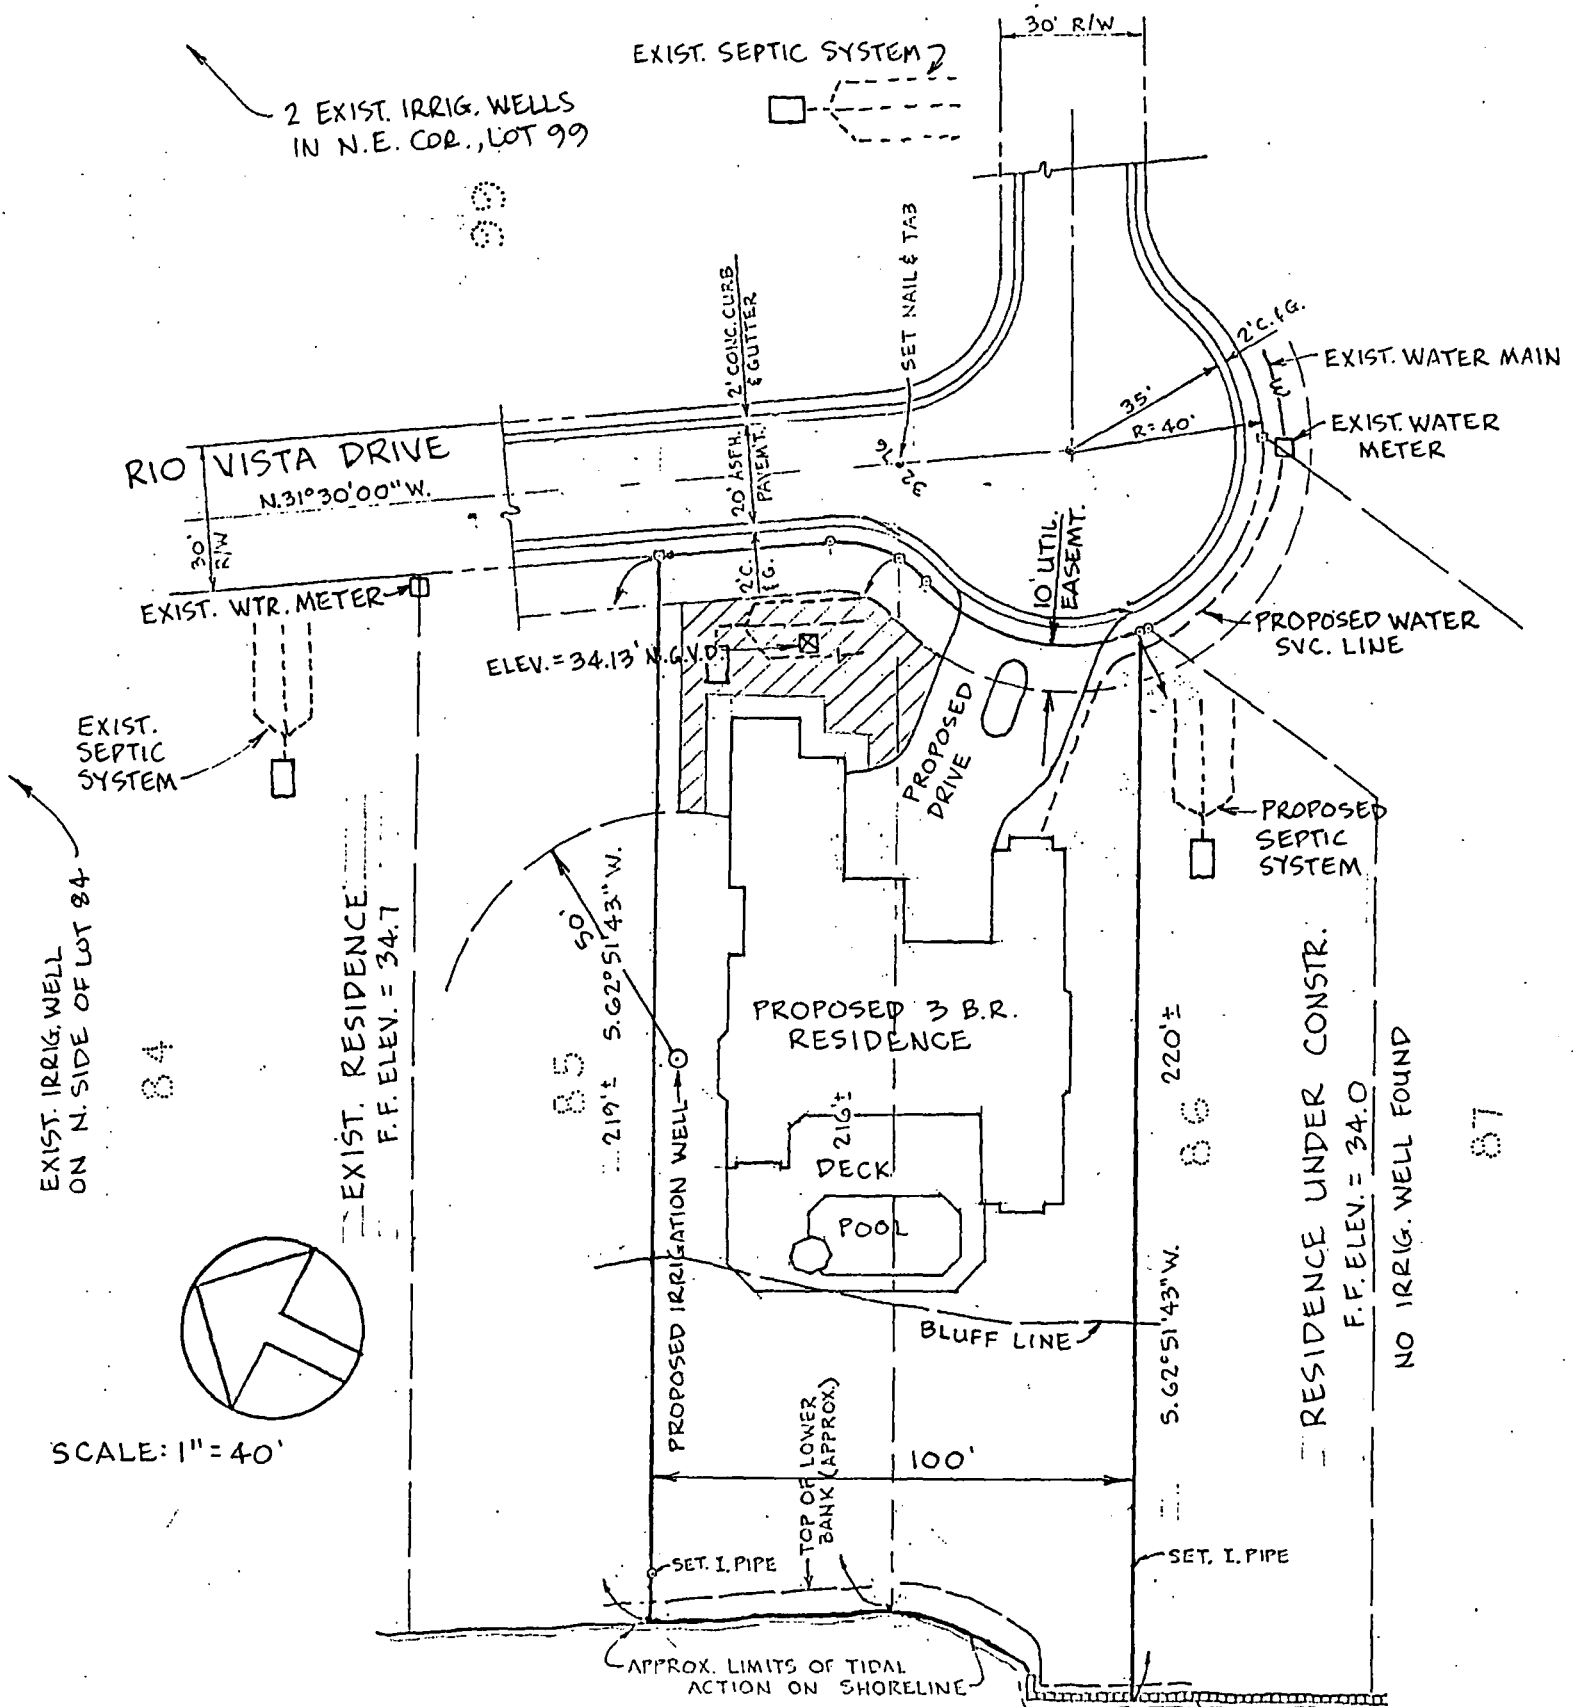 30' R/W
EXIST. SEPTIC SYSTEM
2 EXIST. IRRIG. WELLS
IN N.E. COR., LOT 99
99
SET NAIL & TAB
2' CONC. CURB
& GUTTER
2' C. & G.
EXIST. WATER MAIN
W
35'
R=40'
EXIST. WATER
METER
RIO VISTA DRIVE
N.31°30'00"W.
20' ASPH.
PAVEM'T.
97
32
30'
R/W
2' C.
& G.
10' UTIL.
EASEMT.
EXIST. WTR. METER
PROPOSED WATER
SVC. LINE
ELEV. = 34.13' N.G.V.D.
EXIST.
SEPTIC
SYSTEM
PROPOSED
DRIVE
PROPOSED
SEPTIC
SYSTEM
EXIST. IRRIG. WELL
ON N. SIDE OF LOT 84
84
EXIST. RESIDENCE
F.F. ELEV. = 34.7
50'
85
219'± S.62°51'43"W.
PROPOSED 3 B.R.
RESIDENCE
216'±
DECK
POOL
PROPOSED IRRIGATION WELL
86
220'±
S.62°51'43"W.
RESIDENCE UNDER CONSTR.
F.F. ELEV. = 34.0
NO IRRIG. WELL FOUND
87
BLUFF LINE
SCALE: 1" = 40'
100'
TOP OF LOWER
BANK (APPROX.)
SET. I. PIPE
SET. I. PIPE
APPROX. LIMITS OF TIDAL
ACTION ON SHORELINE